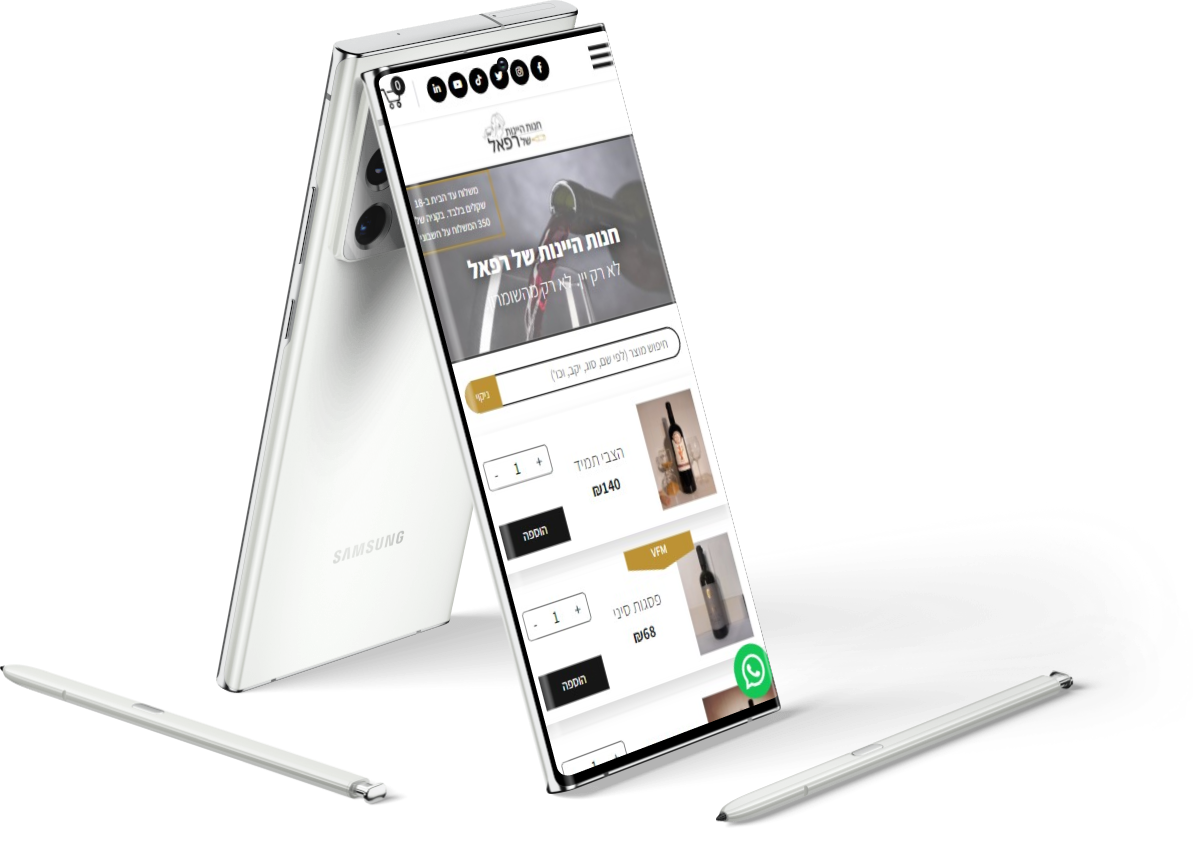 0
חנות היינות
של רפאל
משלוח עד הבית ב-18
שקלים בלבד. בקניה של
350 המשלוח על חשבוני
חנות היינות של רפאל
לא רק יין. לא רק מהשומר
חיפוש מוצר (לפי שם, סוג, יקב, וכו')
ניקוי
הצבי תמיד
₪140
- 1 +
הוספה
VFM
פסגות סיני
₪68
- 1 +
הוספה
1
SAMSUNG